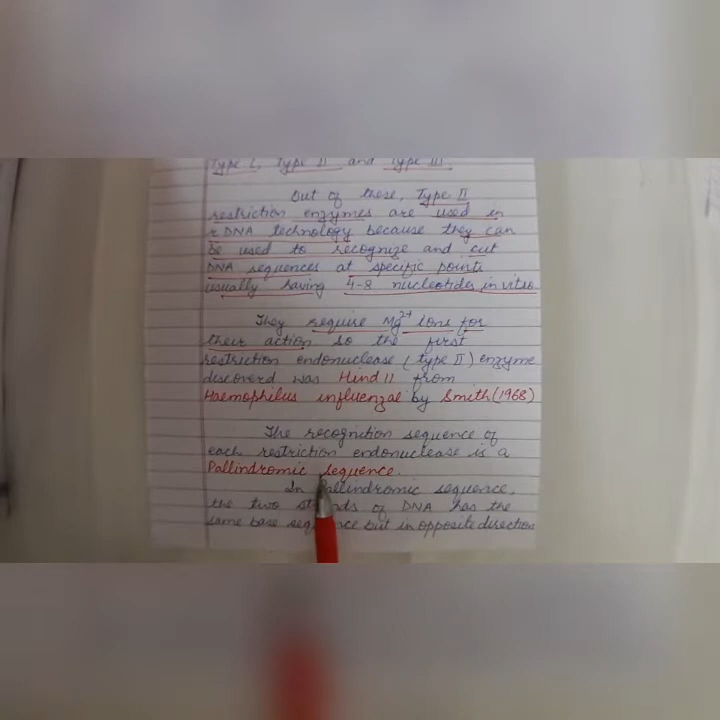 Type I, Type II and Type III.
Out of these, Type II
restriction enzymes are used in
rDNA technology because they can
be used to recognize and cut
DNA sequences at specific points
usually having 4-8 nucleotides in vitro
They require Mg2+ ions for
their action so the first
restriction endonuclease (type II) enzyme
discoverd was Hind II from
Haemophilus influenzal by Smith (1968)
The recognition sequence of
each restriction endonuclease is a
Pallindromic sequence.
In Pallindromic sequence,
the two strands of DNA has the
same base sequence but in opposite direction